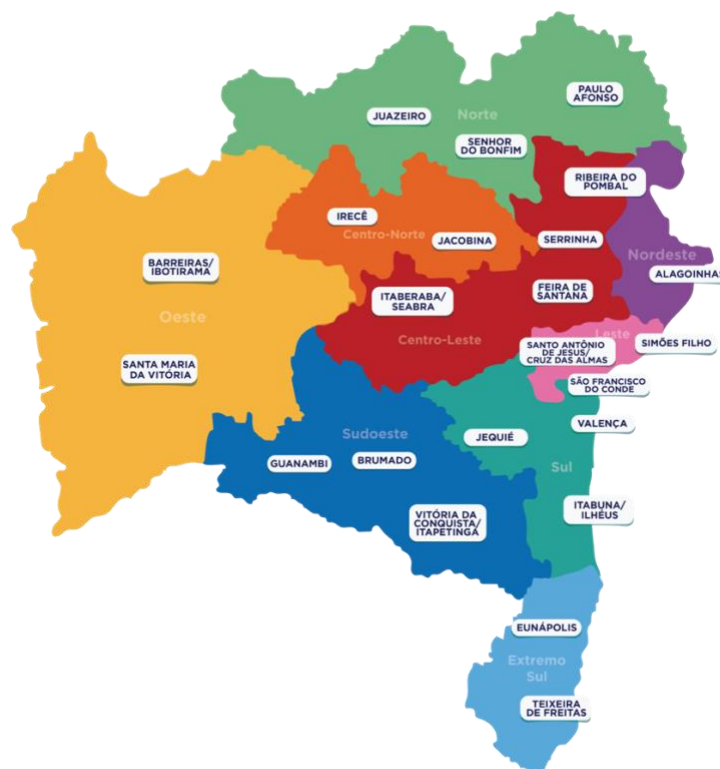 PAULO
AFONSO
JUAZEIRO
Norte
SENHOR
DO BONFIM
RIBEIRA DO
POMBAL
IRECÊ
Centro-Norte
JACOBINA
SERRINHA
Nordeste
BARREIRAS/
IBOTIRAMA
ALAGOINHAS
ITABERABA/
SEABRA
FEIRA DE
SANTANA
Oeste
Centro-Leste
Leste
SIMÕES FILHO
SANTO ANTÔNIO
DE JESUS/
CRUZ DAS ALMAS
SANTA MARIA
DA VITÓRIA
SÃO FRANCISCO
DO CONDE
VALENÇA
Sudoeste
JEQUIÉ
GUANAMBI
BRUMADO
Sul
VITÓRIA DA
CONQUISTA/
ITAPETINGA
ITABUNA/
ILHÉUS
EUNÁPOLIS
Extremo
Sul
TEIXEIRA
DE FREITAS